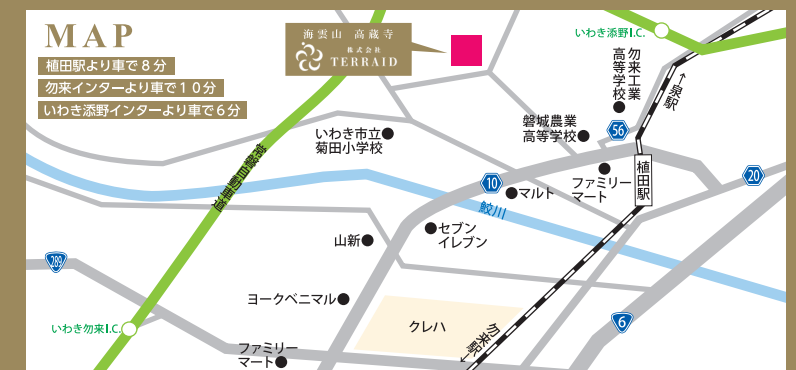 MAP
植田駅より車で8分
勿来インターより車で10分
いわき添野インターより車で6分
海雲山 高蔵寺
株式会社
TERRAID
いわき添野I.C.
勿来工業
高等学校
↑泉駅
いわき市立
菊田小学校
磐城農業
高等学校
56
常磐自動車道
植田駅
10
マルト
ファミリー
マート
20
鮫川
セブン
イレブン
山新
289
ヨークベニマル
クレハ
いわき勿来I.C.
勿来駅
↓
6
ファミリー
マート